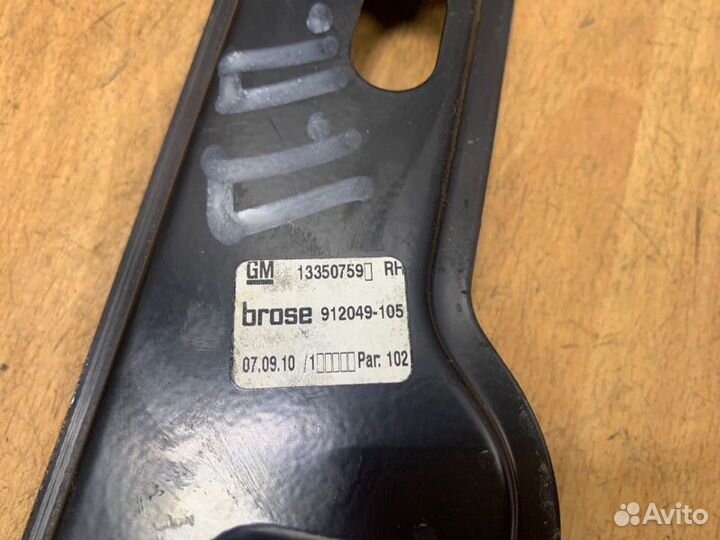 П.П.
П.П.
GM 13350759▯ RH
brose 912049-105
07.09.10 /1▯▯▯▯▯Par. 102
Avito